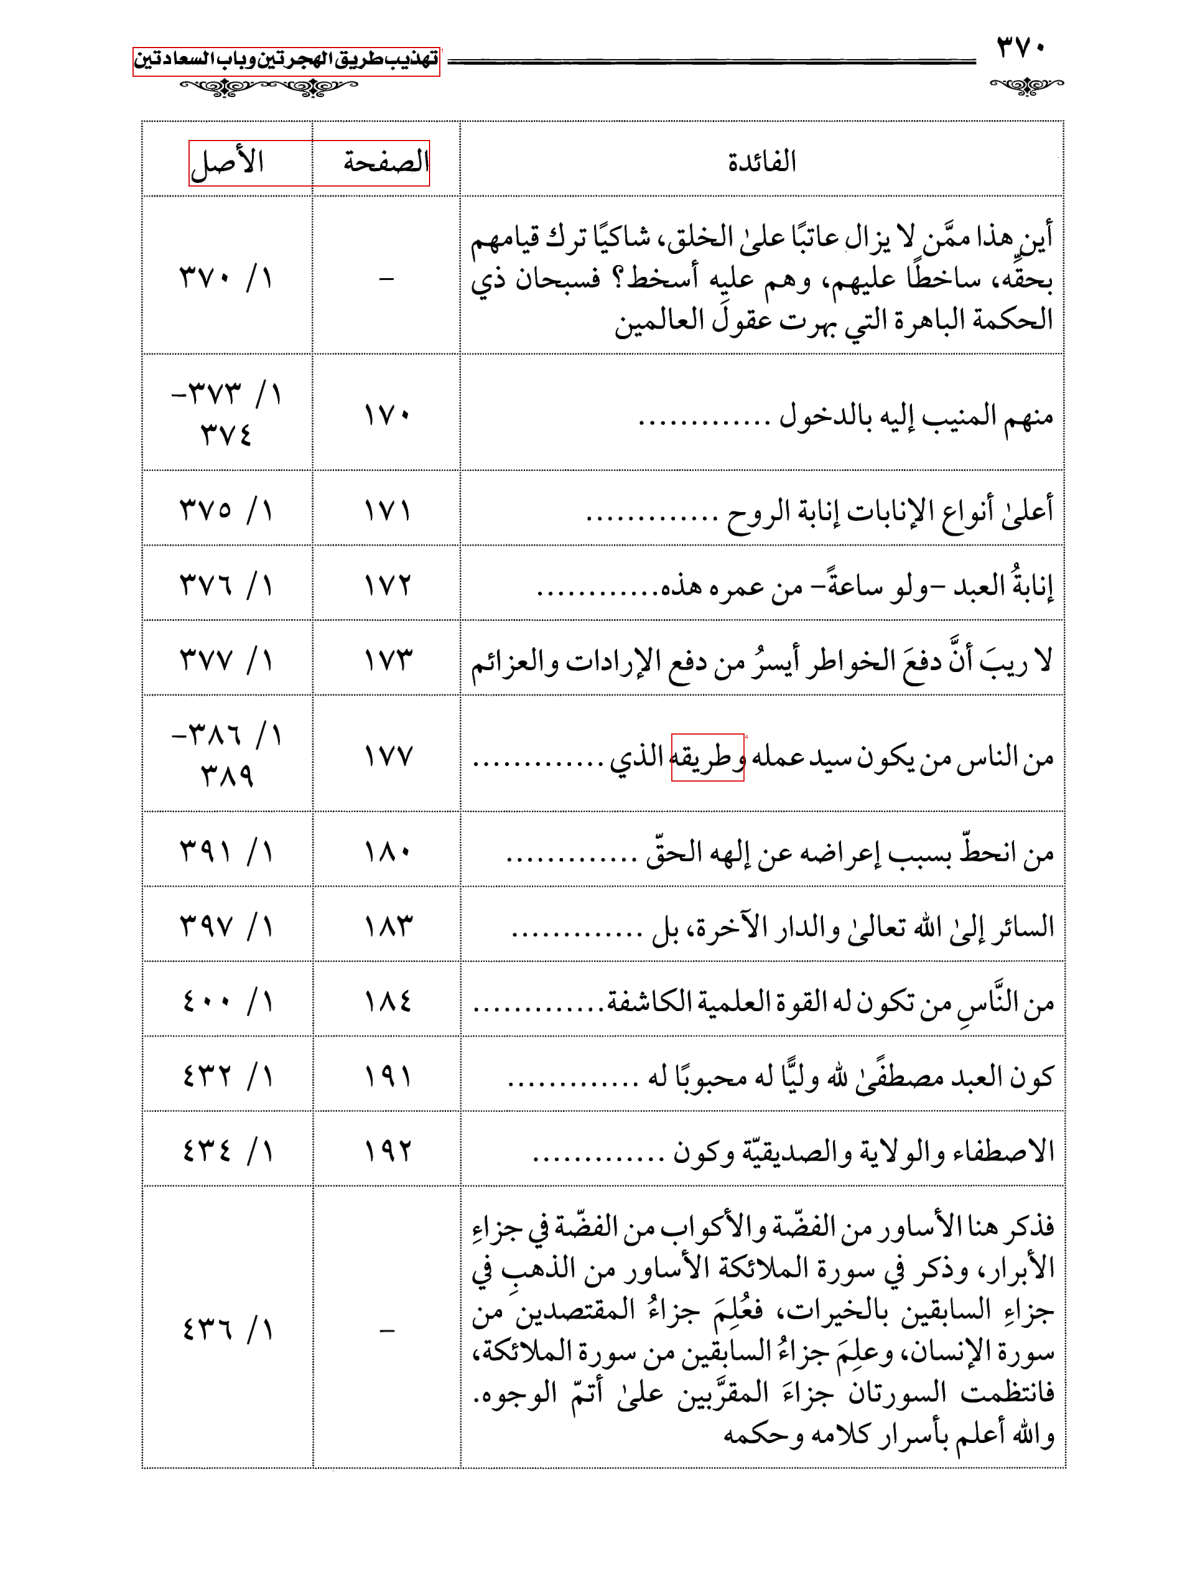 ٣٧٠
تهذيب طريق الهجرتين وباب السعادتين
الفائدة الصفحة الأصل
أين هذا ممَّن لا يزال عاتبًا علىٰ الخلق، شاكيًا ترك قيامهم
بحقِّه، ساخطًا عليهم، وهم عليه أسخط؟ فسبحان ذي
الحكمة الباهرة التي بهرت عقولَ العالمين
–
١/ ٣٧٠
منهم المنيب إليه بالدخول .............
١٧٠
١/ ٣٧٣–
٣٧٤
أعلىٰ أنواع الإنابات إنابة الروح ............. ١٧١ ١/ ٣٧٥
إنابةُ العبد –ولو ساعةً– من عمره هذه............ ١٧٢ ١/ ٣٧٦
لا ريبَ أنَّ دفعَ الخواطر أيسرُ من دفع الإرادات والعزائم ١٧٣ ١/ ٣٧٧
من الناس من يكون سيد عمله وطريقه الذي .............
١٧٧
١/ ٣٨٦–
٣٨٩
من انحطّ بسبب إعراضه عن إلهه الحقّ ............. ١٨٠ ١/ ٣٩١
السائر إلىٰ الله تعالىٰ والدار الآخرة، بل ............. ١٨٣ ١/ ٣٩٧
من النَّاسِ من تكون له القوة العلمية الكاشفة............. ١٨٤ ١/ ٤٠٠
كون العبد مصطفًىٰ لله وليًّا له محبوبًا له ............. ١٩١ ١/ ٤٣٢
الاصطفاء والولاية والصديقيّة وكون ............. ١٩٢ ١/ ٤٣٤
فذكر هنا الأساور من الفضّة والأكواب من الفضّة في جزاءِ
الأبرار، وذكر في سورة الملائكة الأساور من الذهبِ في
جزاءِ السابقين بالخيرات، فعُلِمَ جزاءُ المقتصدين من
سورة الإنسان، وعلِمَ جزاءُ السابقين من سورة الملائكة،
فانتظمت السورتان جزاءَ المقرَّبين علىٰ أتمّ الوجوه.
والله أعلم بأسرار كلامه وحكمه
–
١/ ٤٣٦